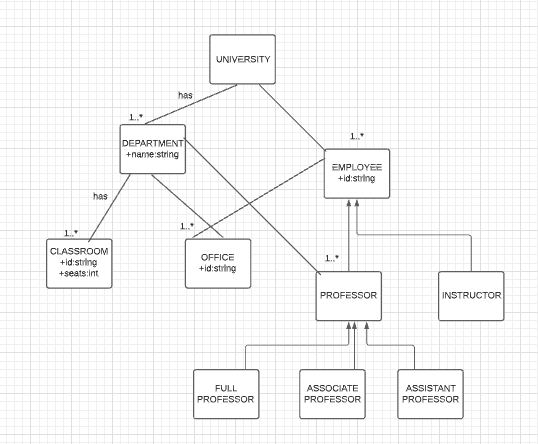 UNIVERSITY
has
1..*
1..*
DEPARTMENT
+name:string
EMPLOYEE
+id:string
has
1..*
1..*
CLASSROOM
+id:string
+seats:int
OFFICE
+id:string
1..*
PROFESSOR
INSTRUCTOR
FULL
PROFESSOR
ASSOCIATE
PROFESSOR
ASSISTANT
PROFESSOR